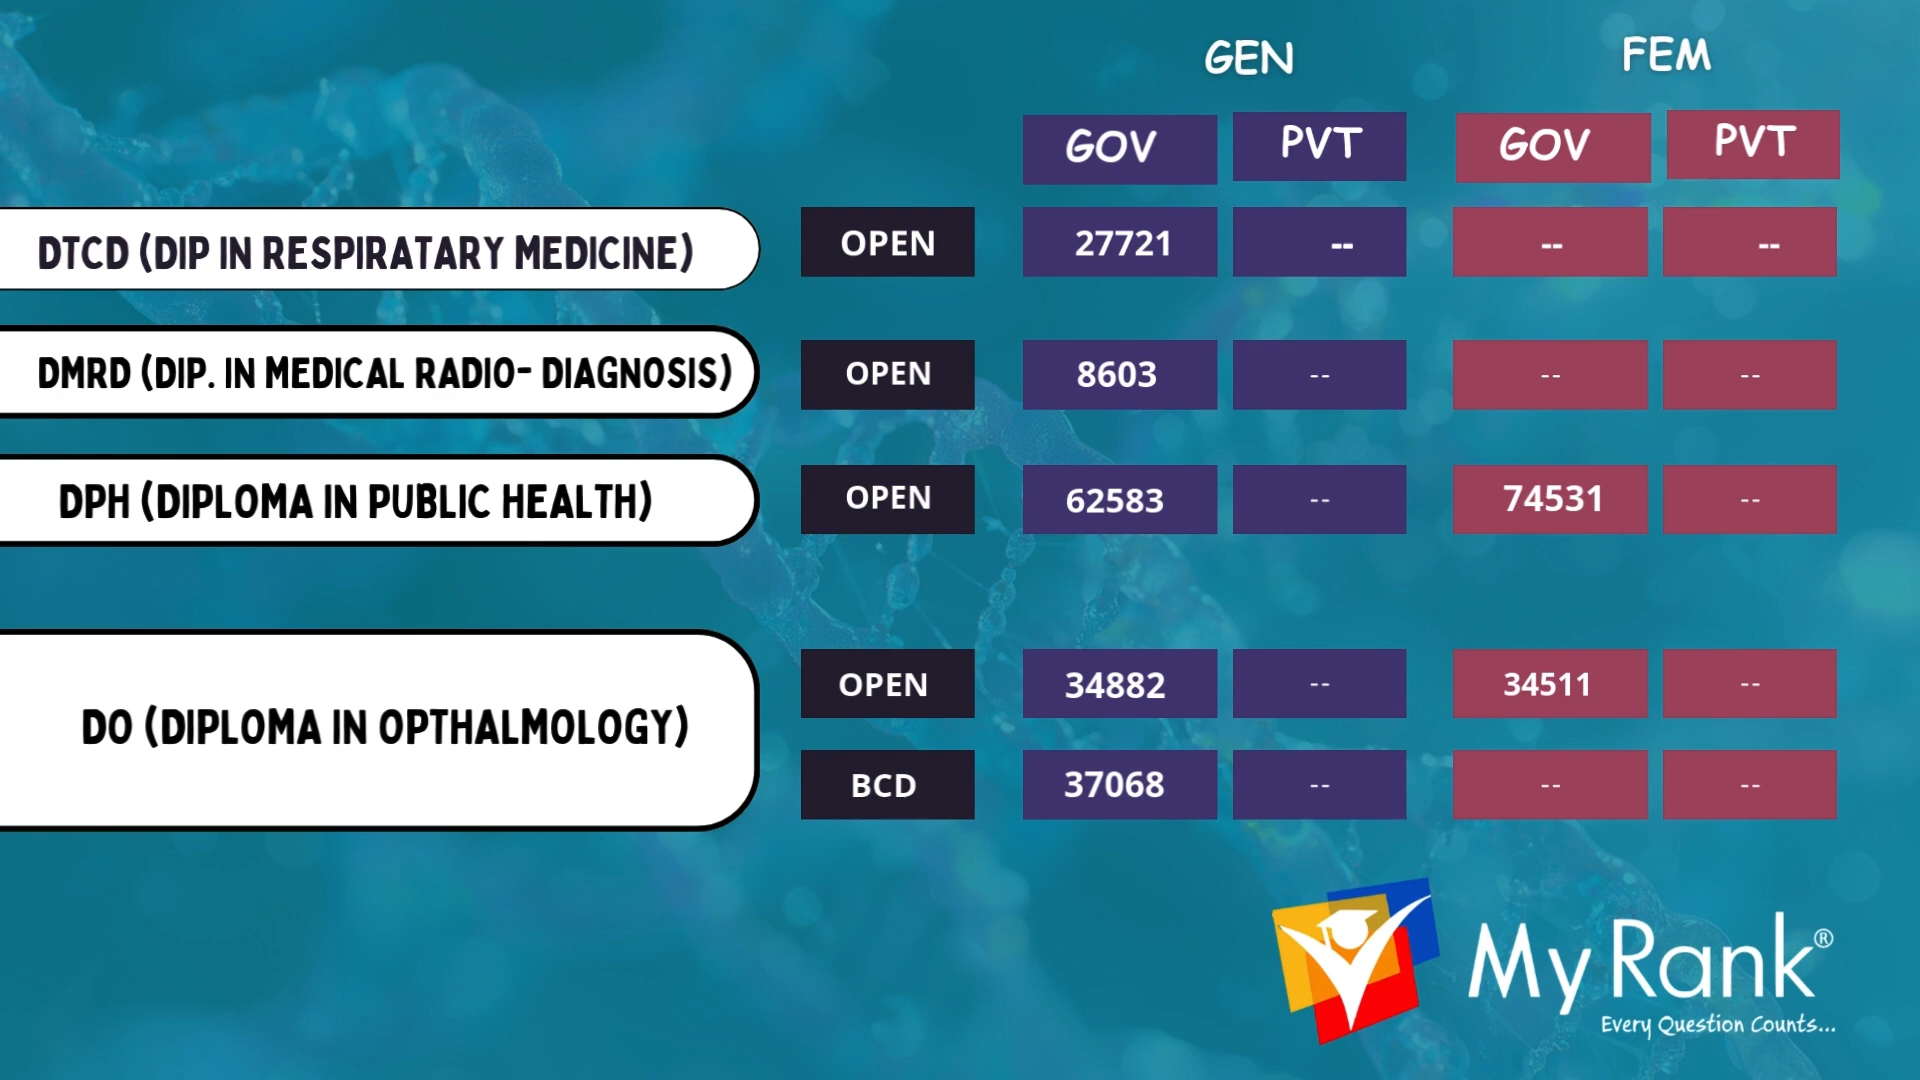 GEN FEM
GOV PVT GOV PVT
DTCD (DIP IN RESPIRATARY MEDICINE) OPEN 27721 -- -- --
DMRD (DIP. IN MEDICAL RADIO- DIAGNOSIS) OPEN 8603 -- -- --
DPH (DIPLOMA IN PUBLIC HEALTH) OPEN 62583 -- 74531 --
OPEN 34882 -- 34511 --
DO (DIPLOMA IN OPTHALMOLOGY)
BCD 37068 -- -- --
My Rank®
Every Question Counts...